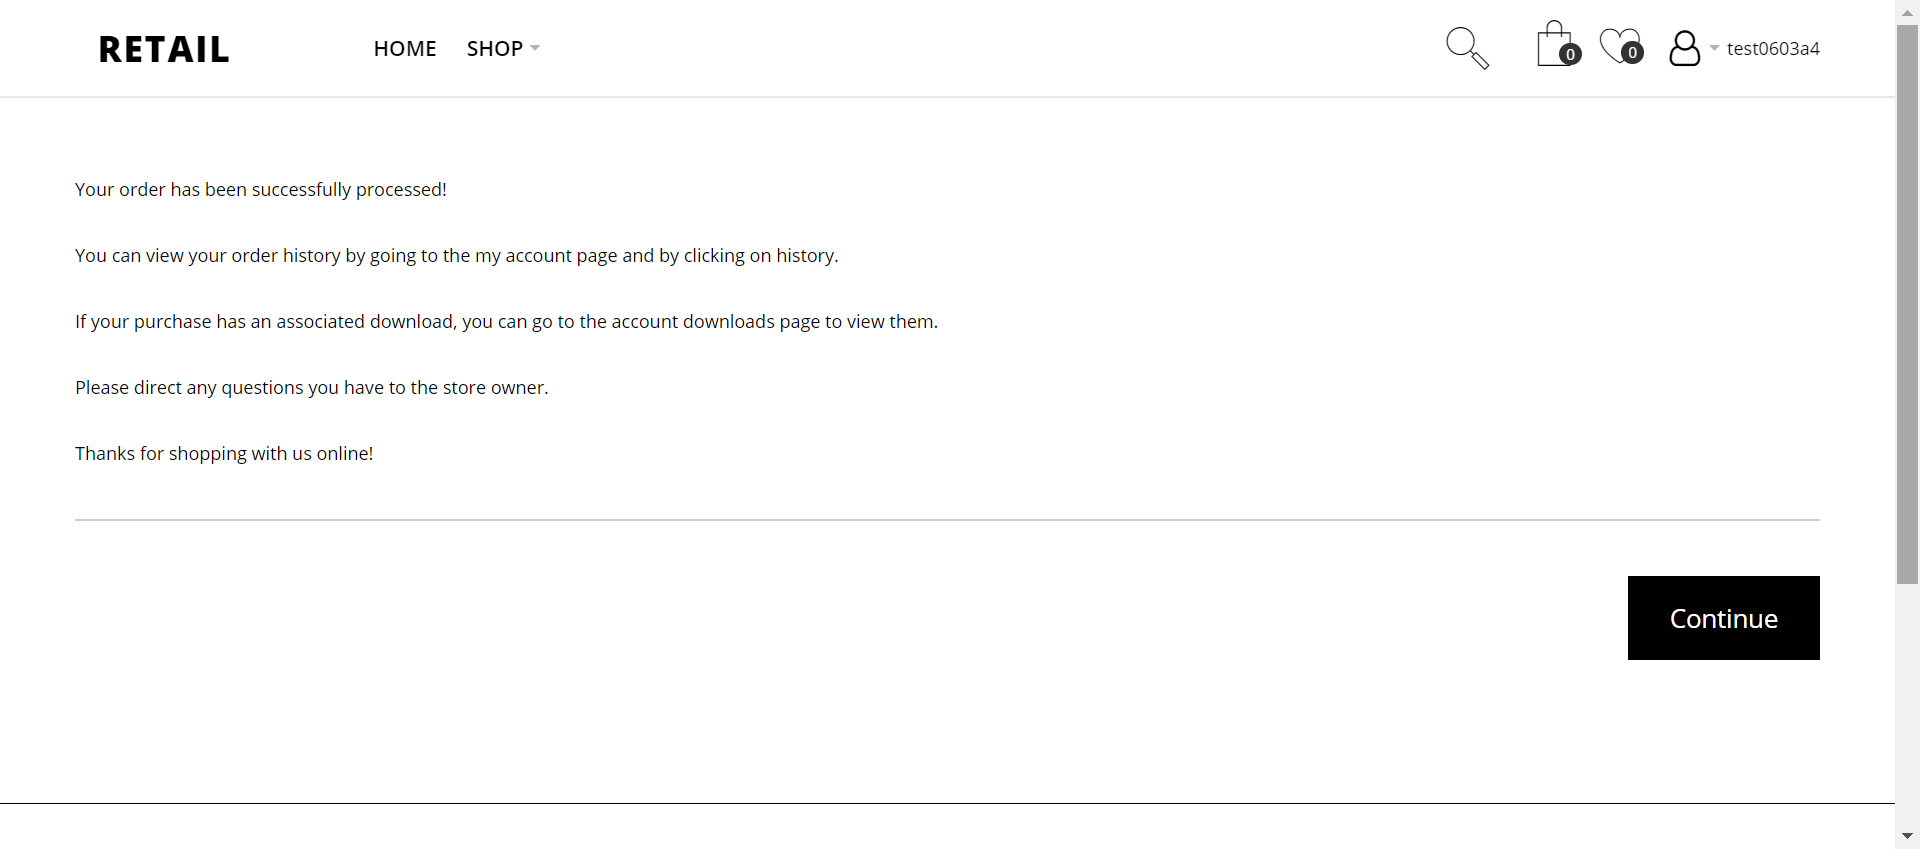 RETAIL
HOME SHOP
0 0 test0603a4
Your order has been successfully processed!
You can view your order history by going to the my account page and by clicking on history.
If your purchase has an associated download, you can go to the account downloads page to view them.
Please direct any questions you have to the store owner.
Thanks for shopping with us online!
Continue